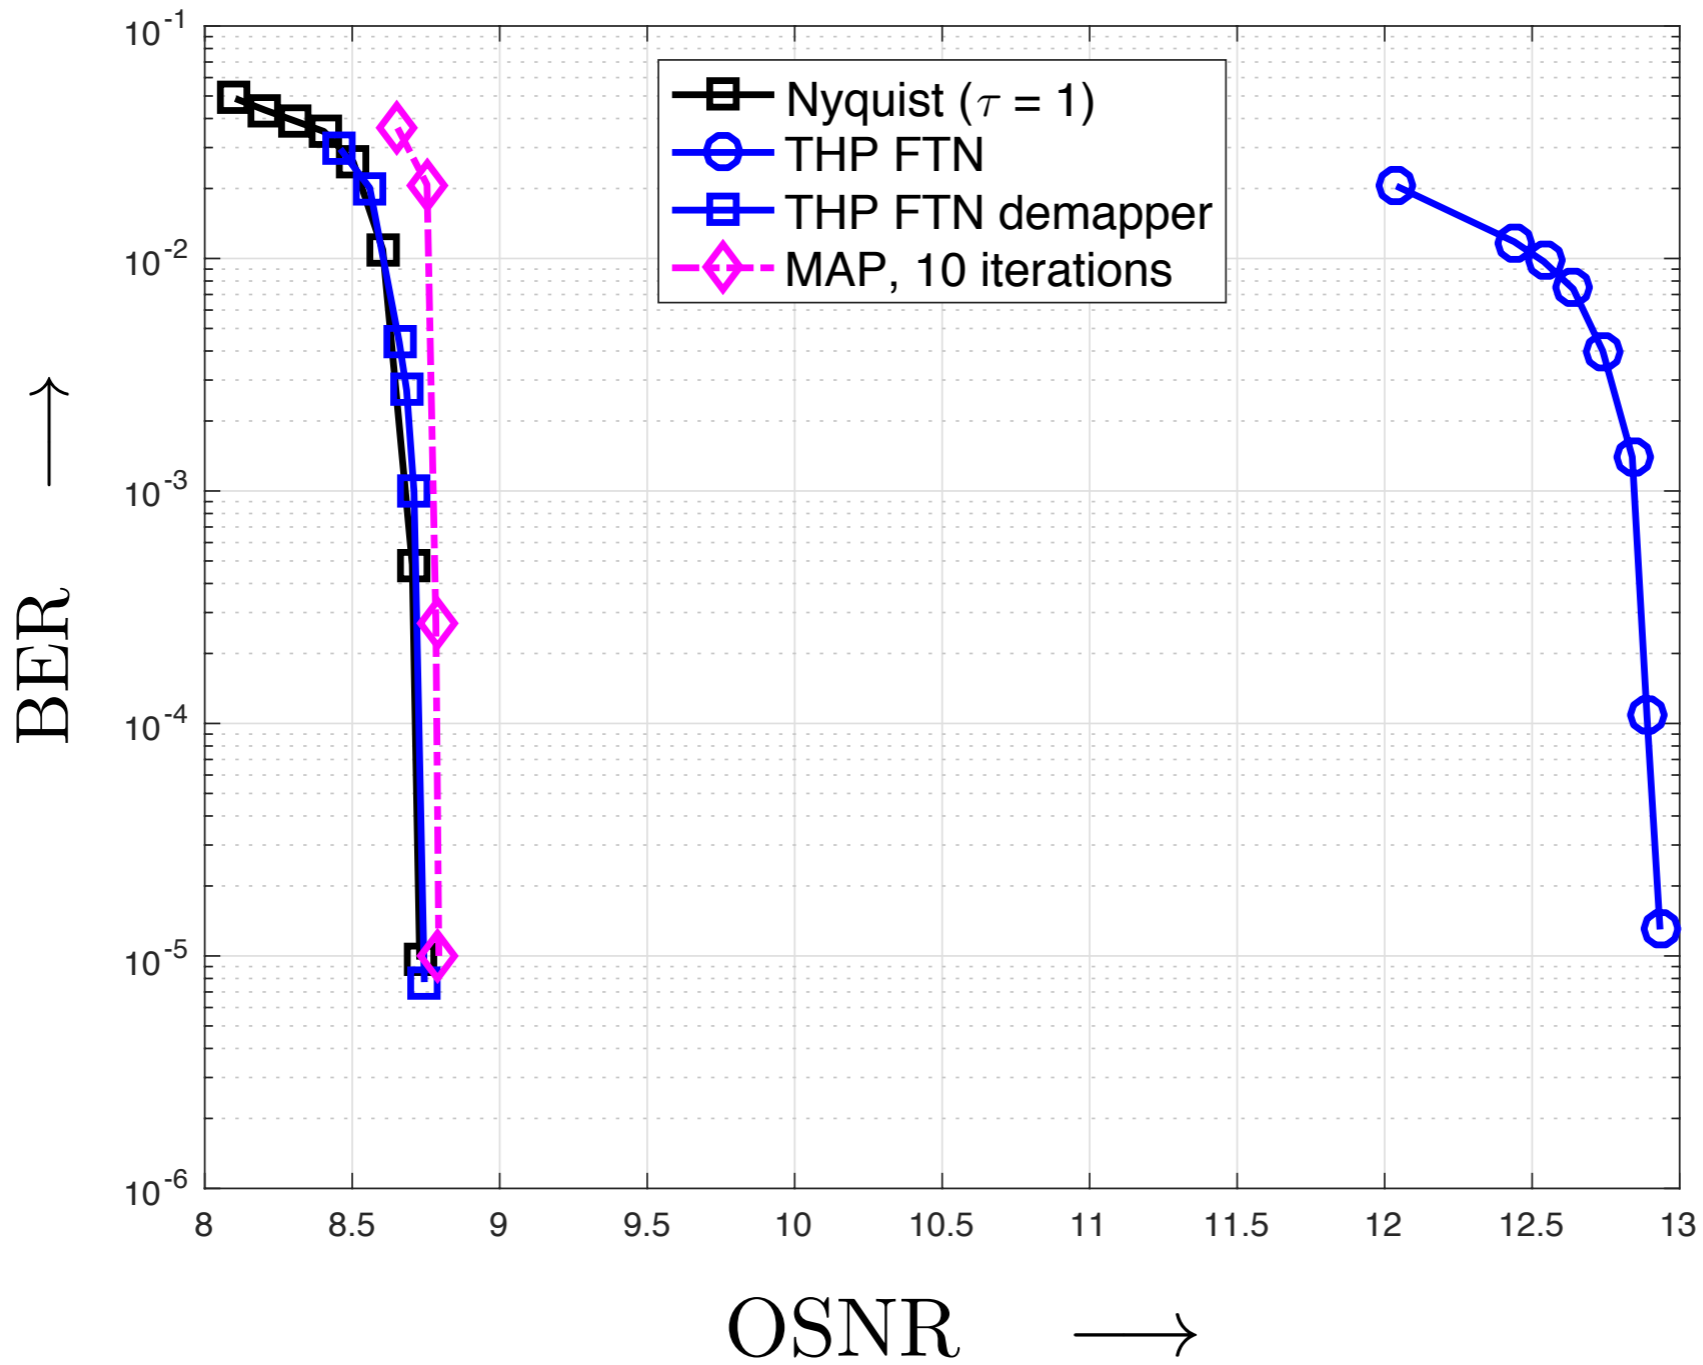 10^-1
10^-2
10^-3
10^-4
10^-5
10^-6
BER ⟶
Nyquist (τ = 1)
THP FTN
THP FTN demapper
MAP, 10 iterations
8 8.5 9 9.5 10 10.5 11 11.5 12 12.5 13
OSNR ⟶